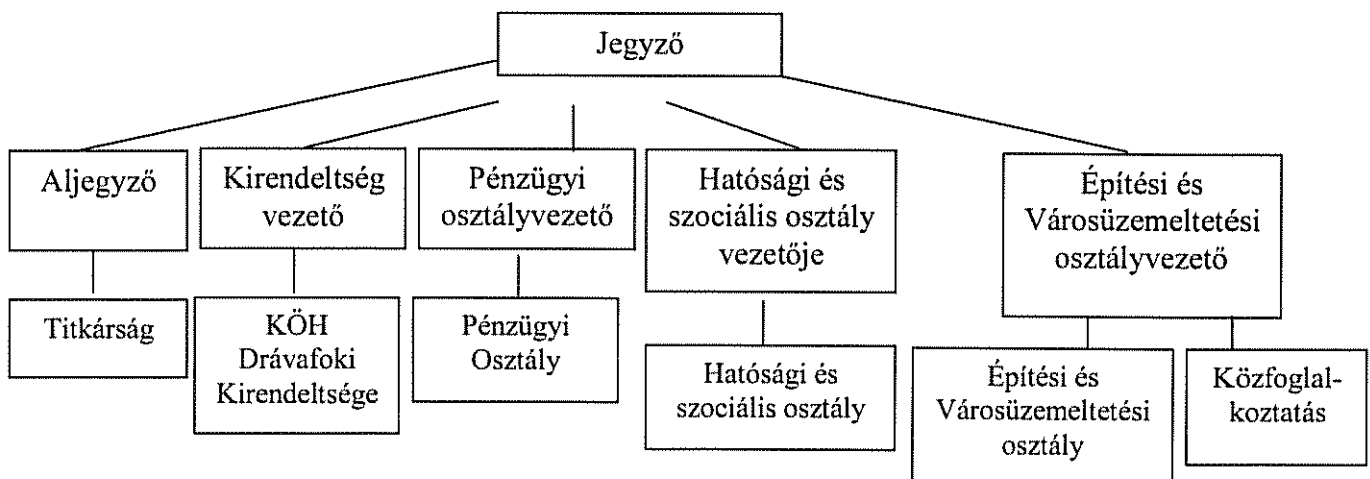 Jegyző
Aljegyző
Kirendeltség
vezető
Pénzügyi
osztályvezető
Hatósági és
szociális osztály
vezetője
Építési és
Városüzemeltetési
osztályvezető
Titkárság
KÖH
Drávafoki
Kirendeltsége
Pénzügyi
Osztály
Hatósági és
szociális osztály
Építési és
Városüzemeltetési
osztály
Közfoglal-
koztatás